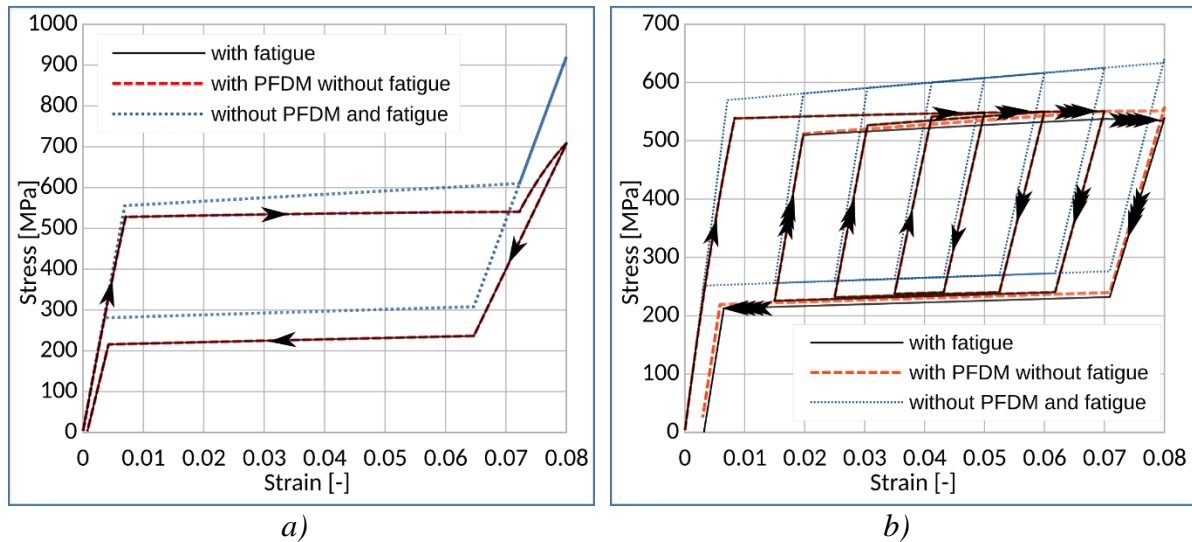 1000
900
800
700
600
500
400
300
200
100
0
Stress [MPa]
with fatigue
with PFDM without fatigue
without PFDM and fatigue
0 0.01 0.02 0.03 0.04 0.05 0.06 0.07 0.08
Strain [-]
a)
700
600
500
400
300
200
100
0
Stress [MPa]
with fatigue
with PFDM without fatigue
without PFDM and fatigue
0 0.01 0.02 0.03 0.04 0.05 0.06 0.07 0.08
Strain [-]
b)